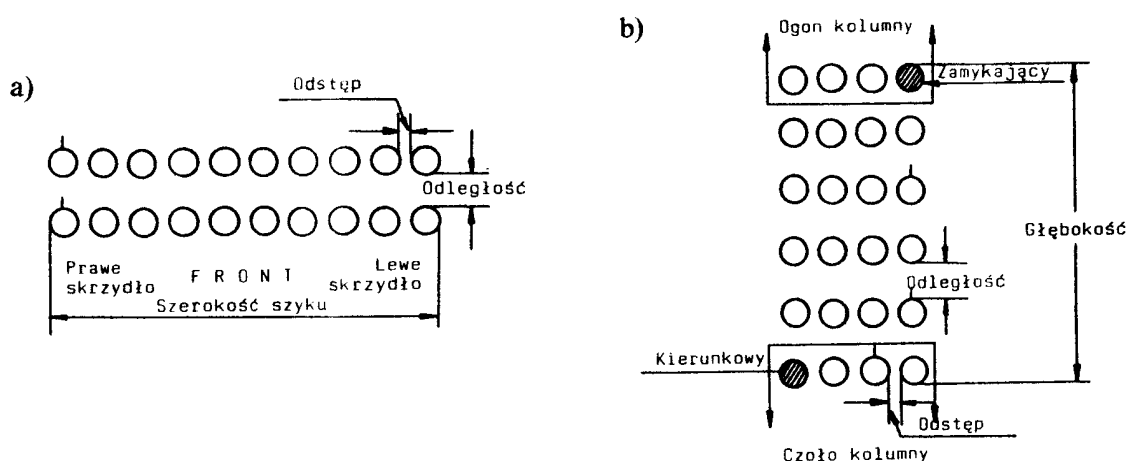 a)
Odstęp
Odległość
Prawe
skrzydło
F R O N T
Lewe
skrzydło
Szerokość szyku
b)
Ogon kolumny
Zamykający
Głębokość
Odległość
Kierunkowy
Odstęp
Czoło kolumny